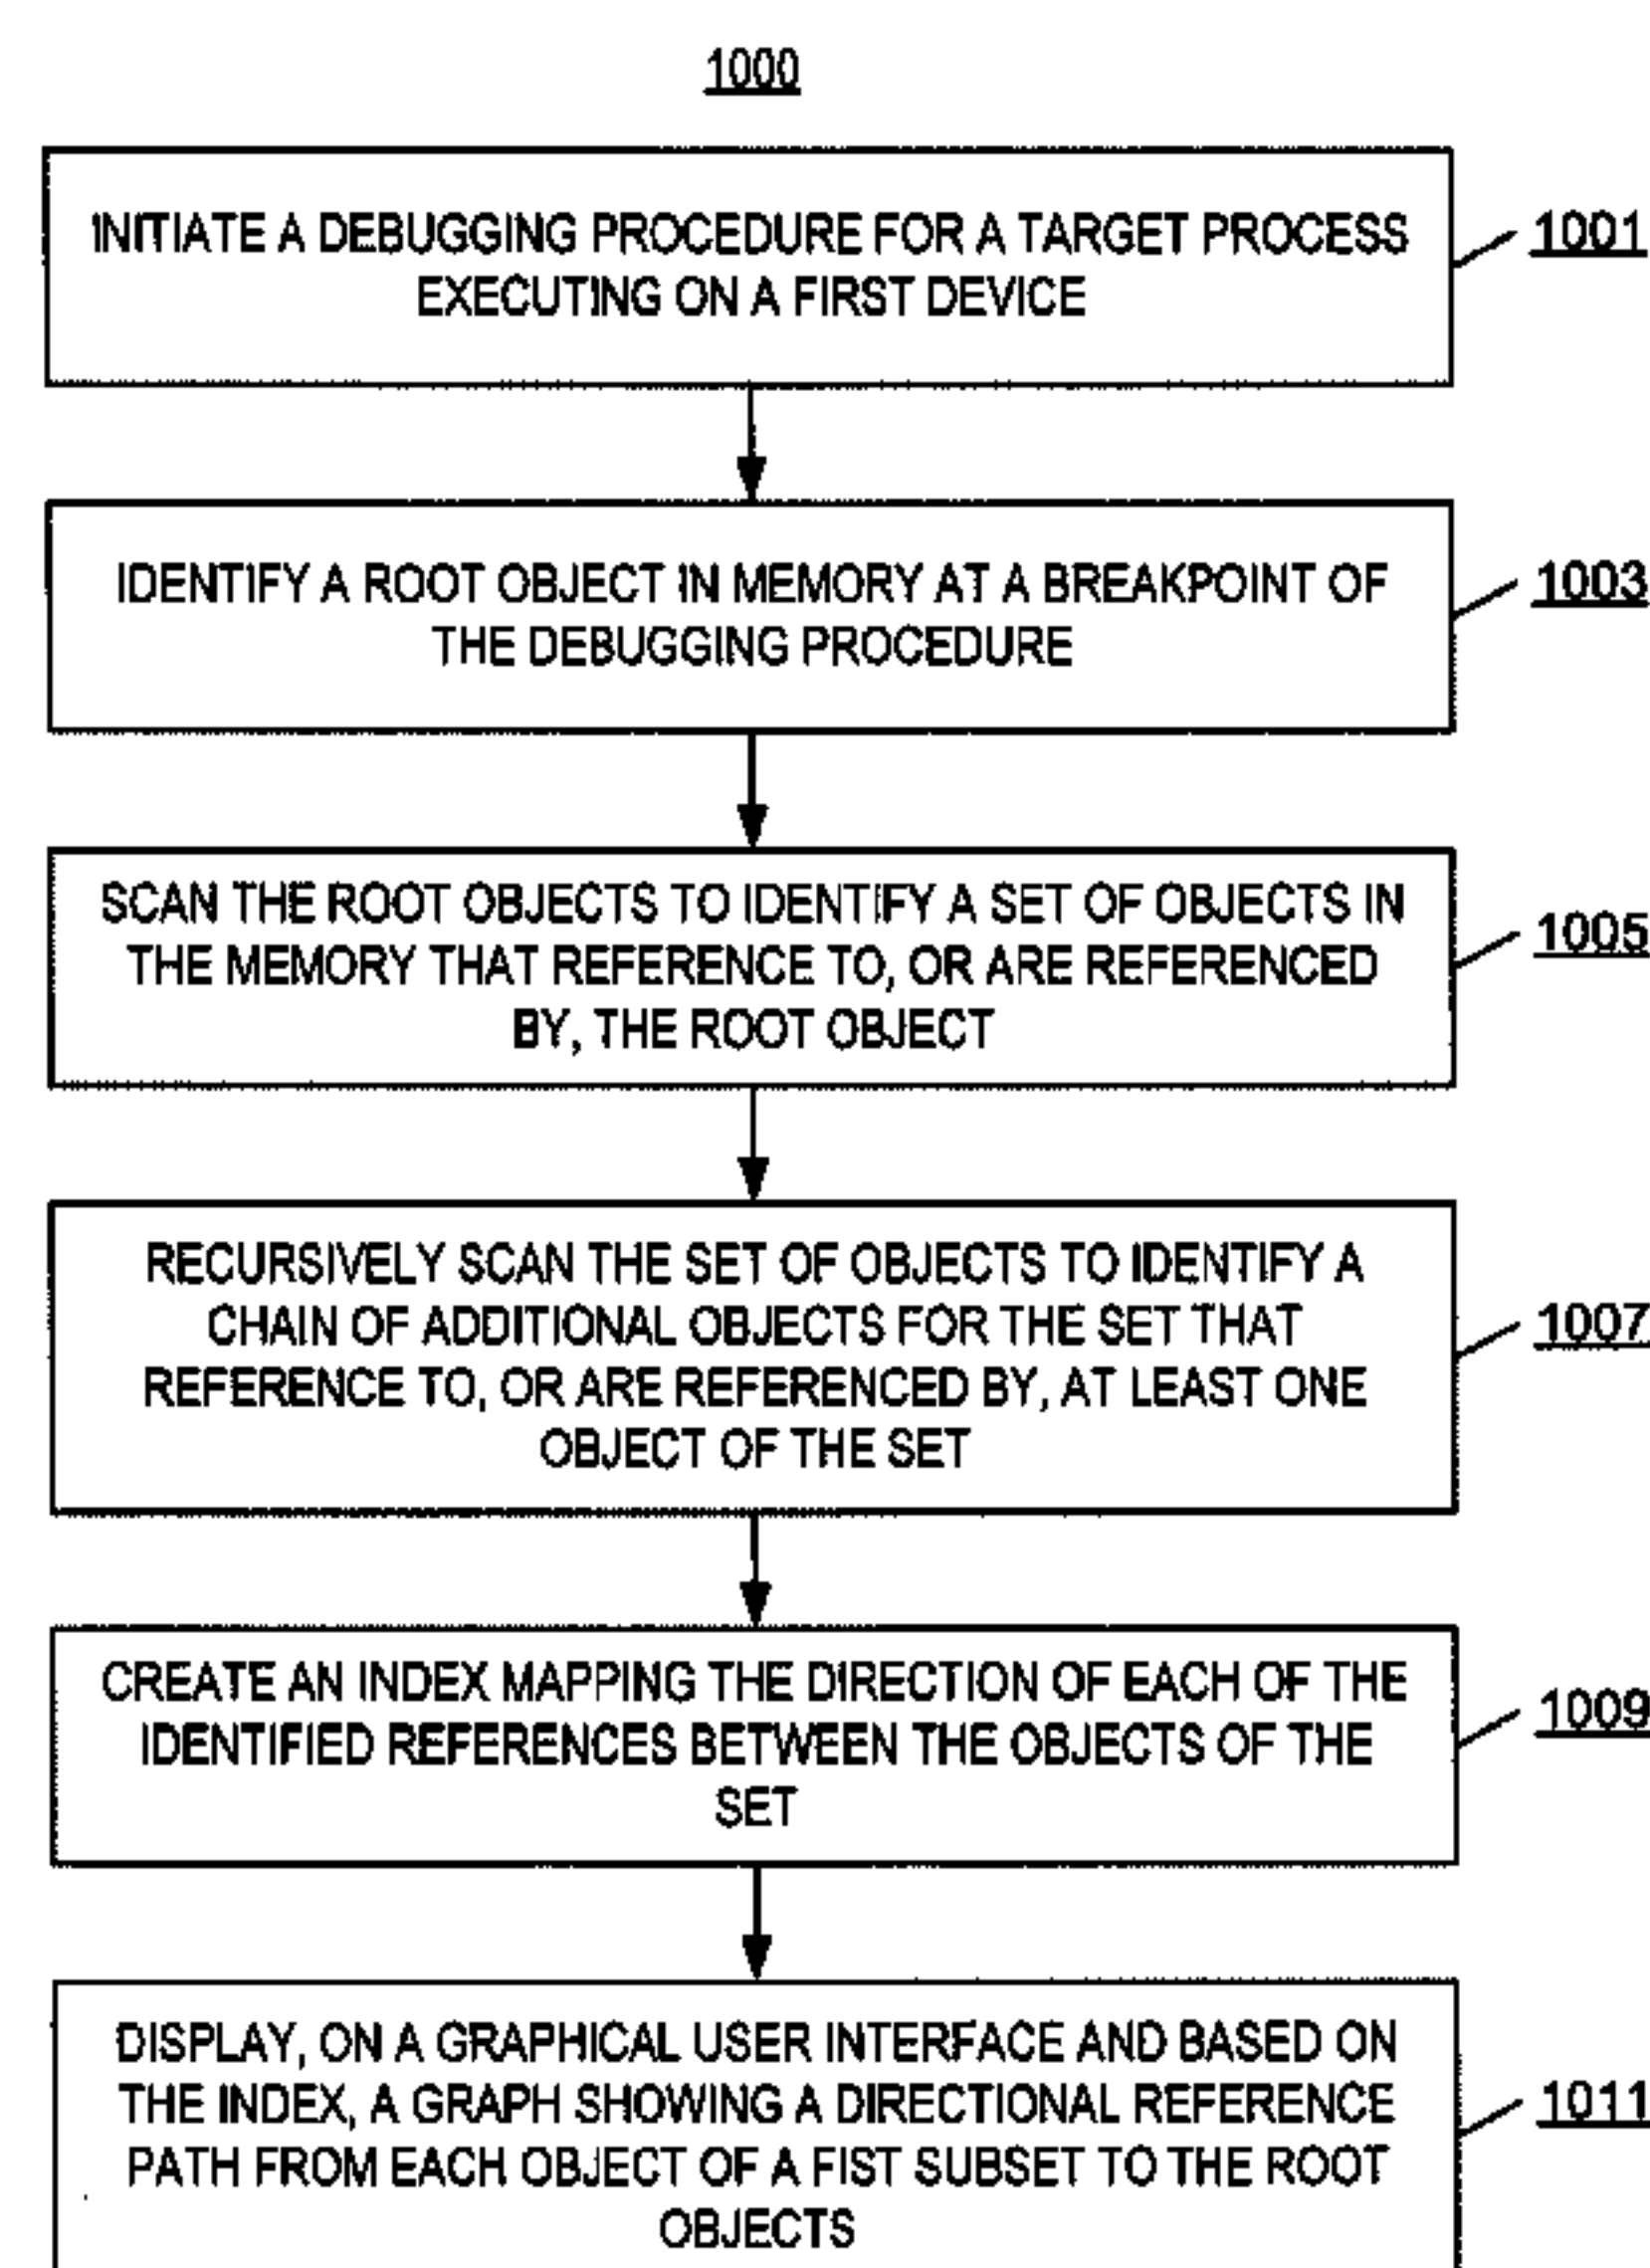 1000
INITIATE A DEBUGGING PROCEDURE FOR A TARGET PROCESS
EXECUTING ON A FIRST DEVICE
1001
IDENTIFY A ROOT OBJECT IN MEMORY AT A BREAKPOINT OF
THE DEBUGGING PROCEDURE
1003
SCAN THE ROOT OBJECTS TO IDENTIFY A SET OF OBJECTS IN
THE MEMORY THAT REFERENCE TO, OR ARE REFERENCED
BY, THE ROOT OBJECT
1005
RECURSIVELY SCAN THE SET OF OBJECTS TO IDENTIFY A
CHAIN OF ADDITIONAL OBJECTS FOR THE SET THAT
REFERENCE TO, OR ARE REFERENCED BY, AT LEAST ONE
OBJECT OF THE SET
1007
CREATE AN INDEX MAPPING THE DIRECTION OF EACH OF THE
IDENTIFIED REFERENCES BETWEEN THE OBJECTS OF THE
SET
1009
DISPLAY, ON A GRAPHICAL USER INTERFACE AND BASED ON
THE INDEX, A GRAPH SHOWING A DIRECTIONAL REFERENCE
PATH FROM EACH OBJECT OF A FIST SUBSET TO THE ROOT
OBJECTS
1011